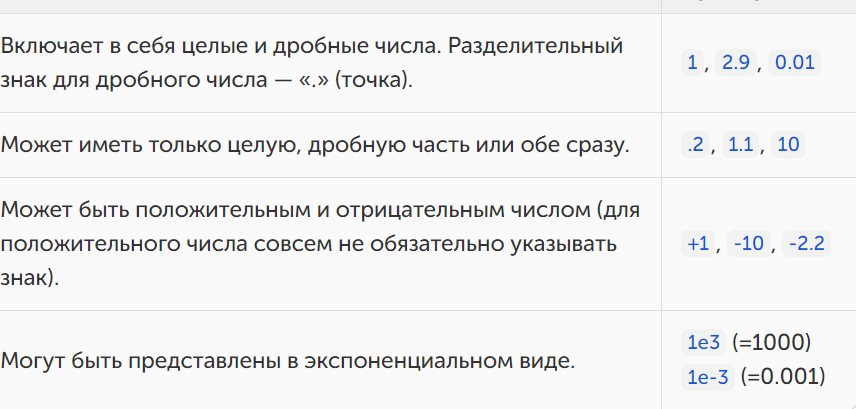 Включает в себя целые и дробные числа. Разделительный
знак для дробного числа — «.» (точка).
1 , 2.9 , 0.01
Может иметь только целую, дробную часть или обе сразу.
.2 , 1.1 , 10
Может быть положительным и отрицательным числом (для
положительного числа совсем не обязательно указывать
знак).
+1 , -10 , -2.2
Могут быть представлены в экспоненциальном виде.
1e3 (=1000)
1e-3 (=0.001)